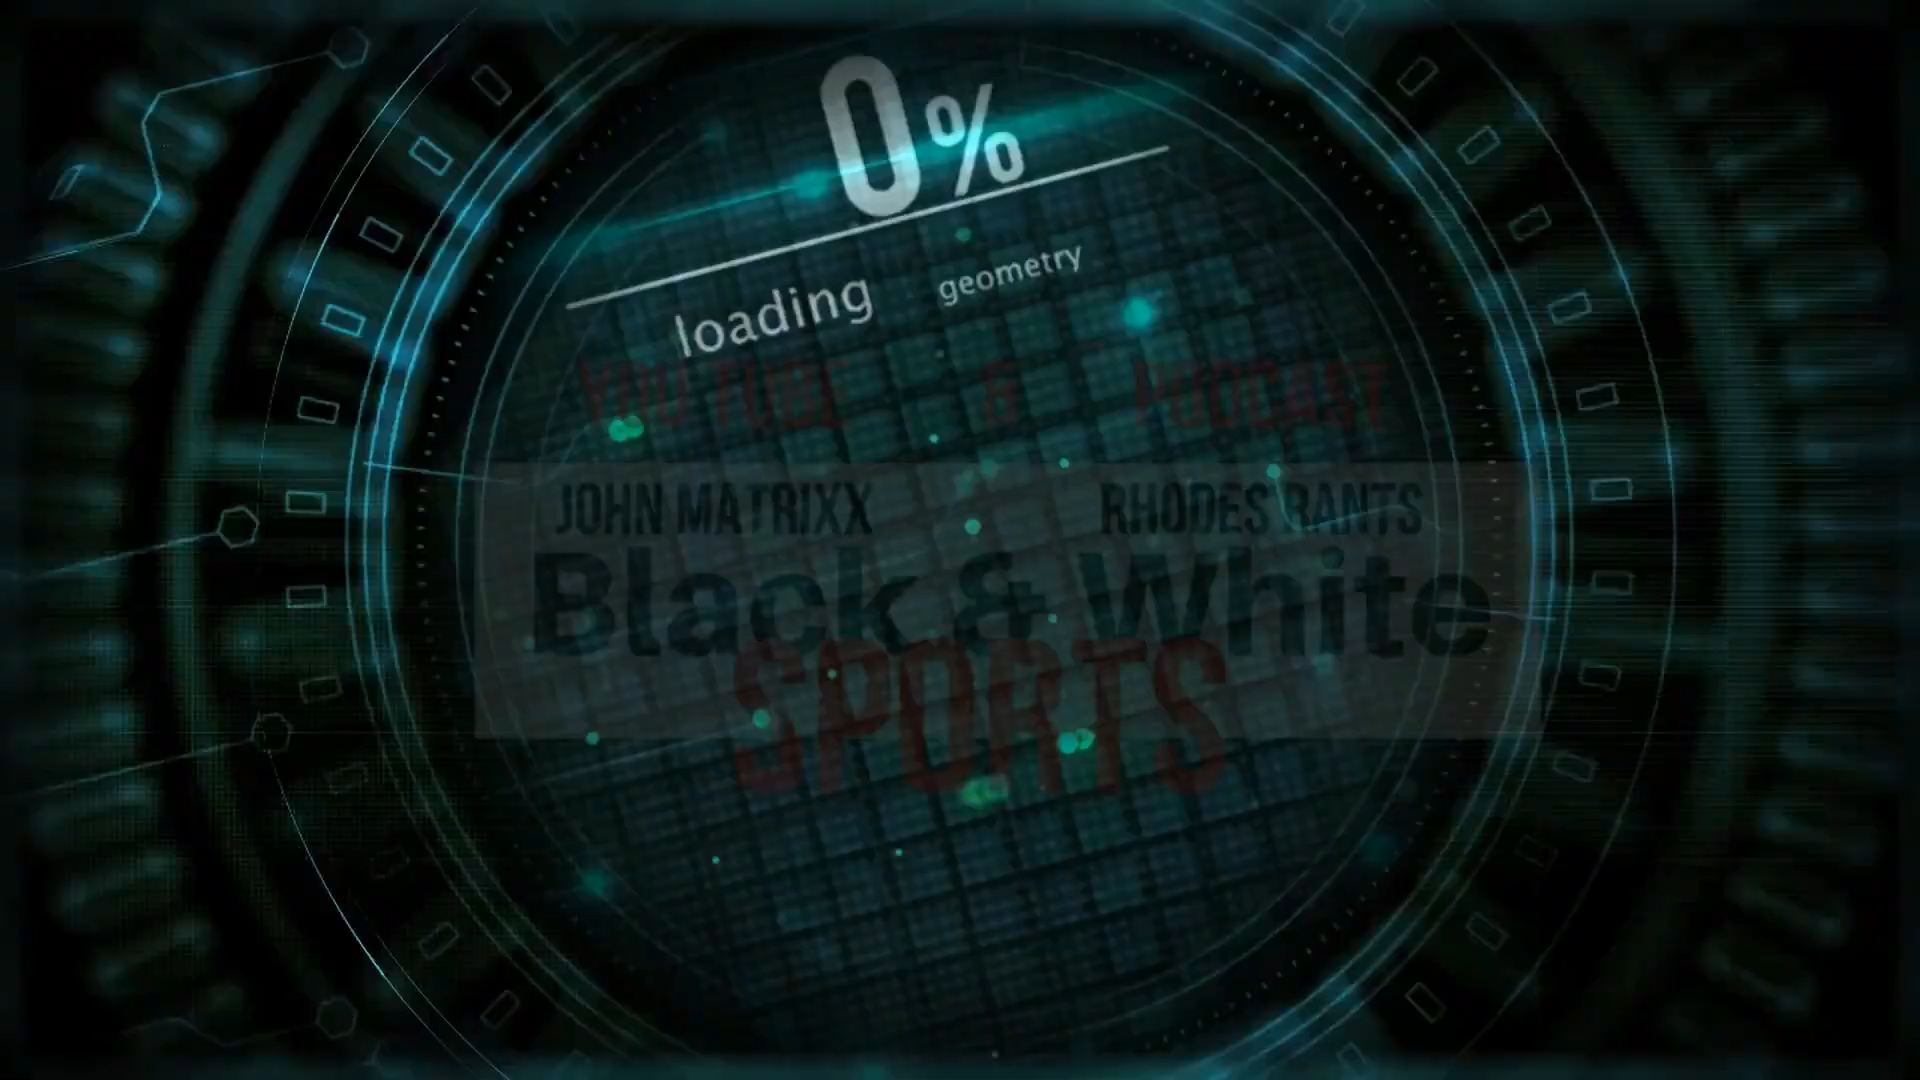 0%
loading geometry
YOU TUBE & PODCAST
JOHN MATRIXX RHODES RANTS
Black & White
SPORTS